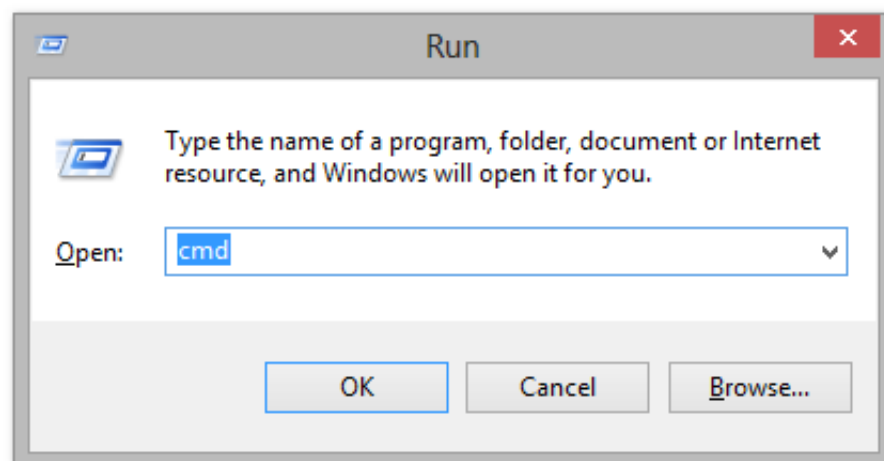 Run
Type the name of a program, folder, document or Internet
resource, and Windows will open it for you.
Open: cmd
OK Cancel Browse...